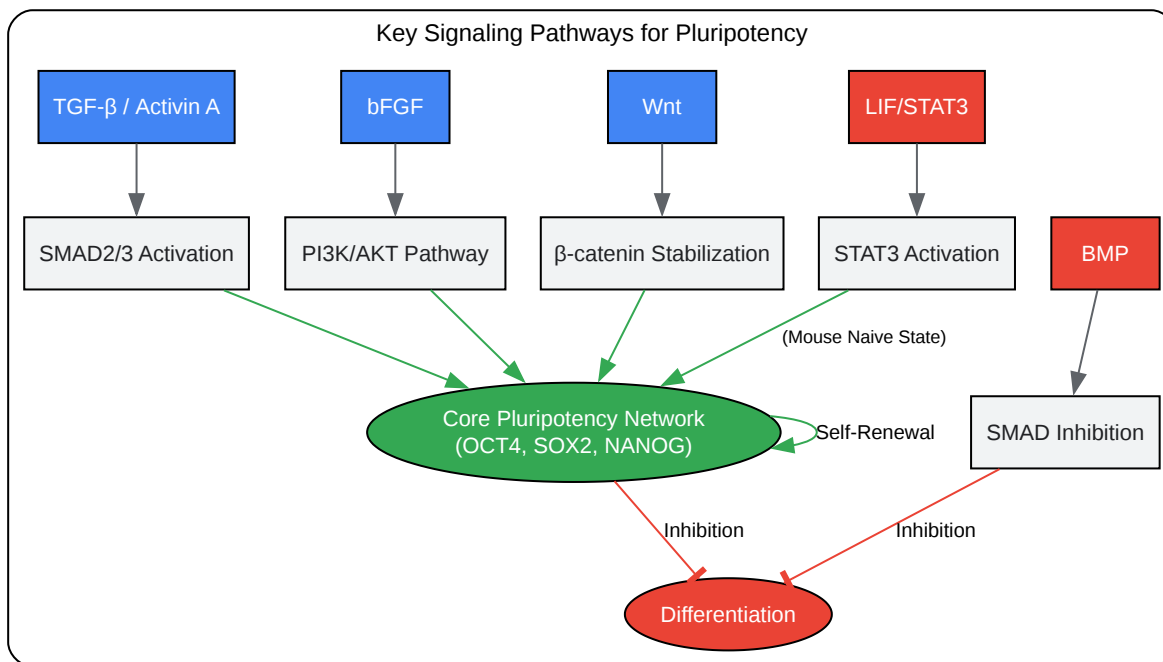 Key Signaling Pathways for Pluripotency
TGF-β / Activin A
bFGF
Wnt
LIF/STAT3
SMAD2/3 Activation
PI3K/AKT Pathway
β-catenin Stabilization
STAT3 Activation
BMP
(Mouse Naive State)
Core Pluripotency Network
(OCT4, SOX2, NANOG)
Self-Renewal
SMAD Inhibition
Inhibition
Inhibition
Differentiation